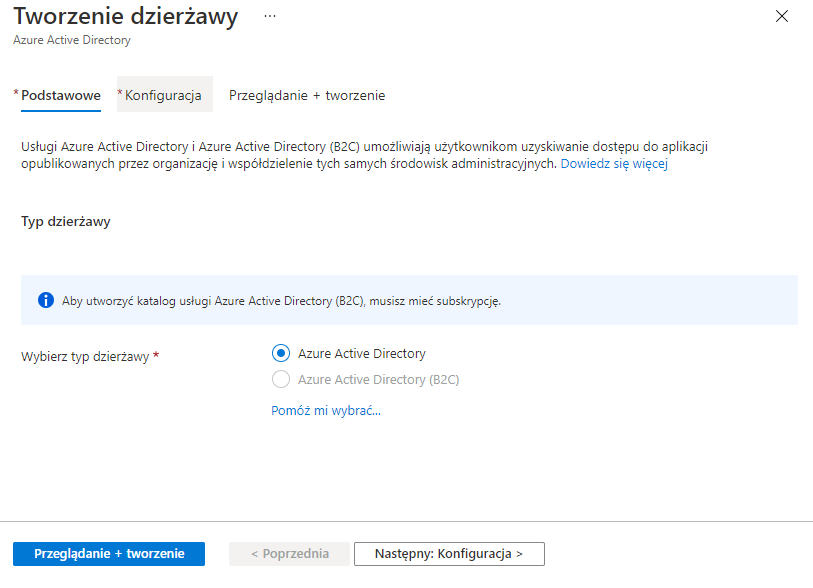 Tworzenie dzierżawy ...
Azure Active Directory
* Podstawowe * Konfiguracja Przeglądanie + tworzenie
Usługi Azure Active Directory i Azure Active Directory (B2C) umożliwiają użytkownikom uzyskiwanie dostępu do aplikacji
opublikowanych przez organizację i współdzielenie tych samych środowisk administracyjnych. Dowiedz się więcej
Typ dzierżawy
Aby utworzyć katalog usługi Azure Active Directory (B2C), musisz mieć subskrypcję.
Wybierz typ dzierżawy *
Azure Active Directory
Azure Active Directory (B2C)
Pomóż mi wybrać...
Przeglądanie + tworzenie < Poprzednia Następny: Konfiguracja >